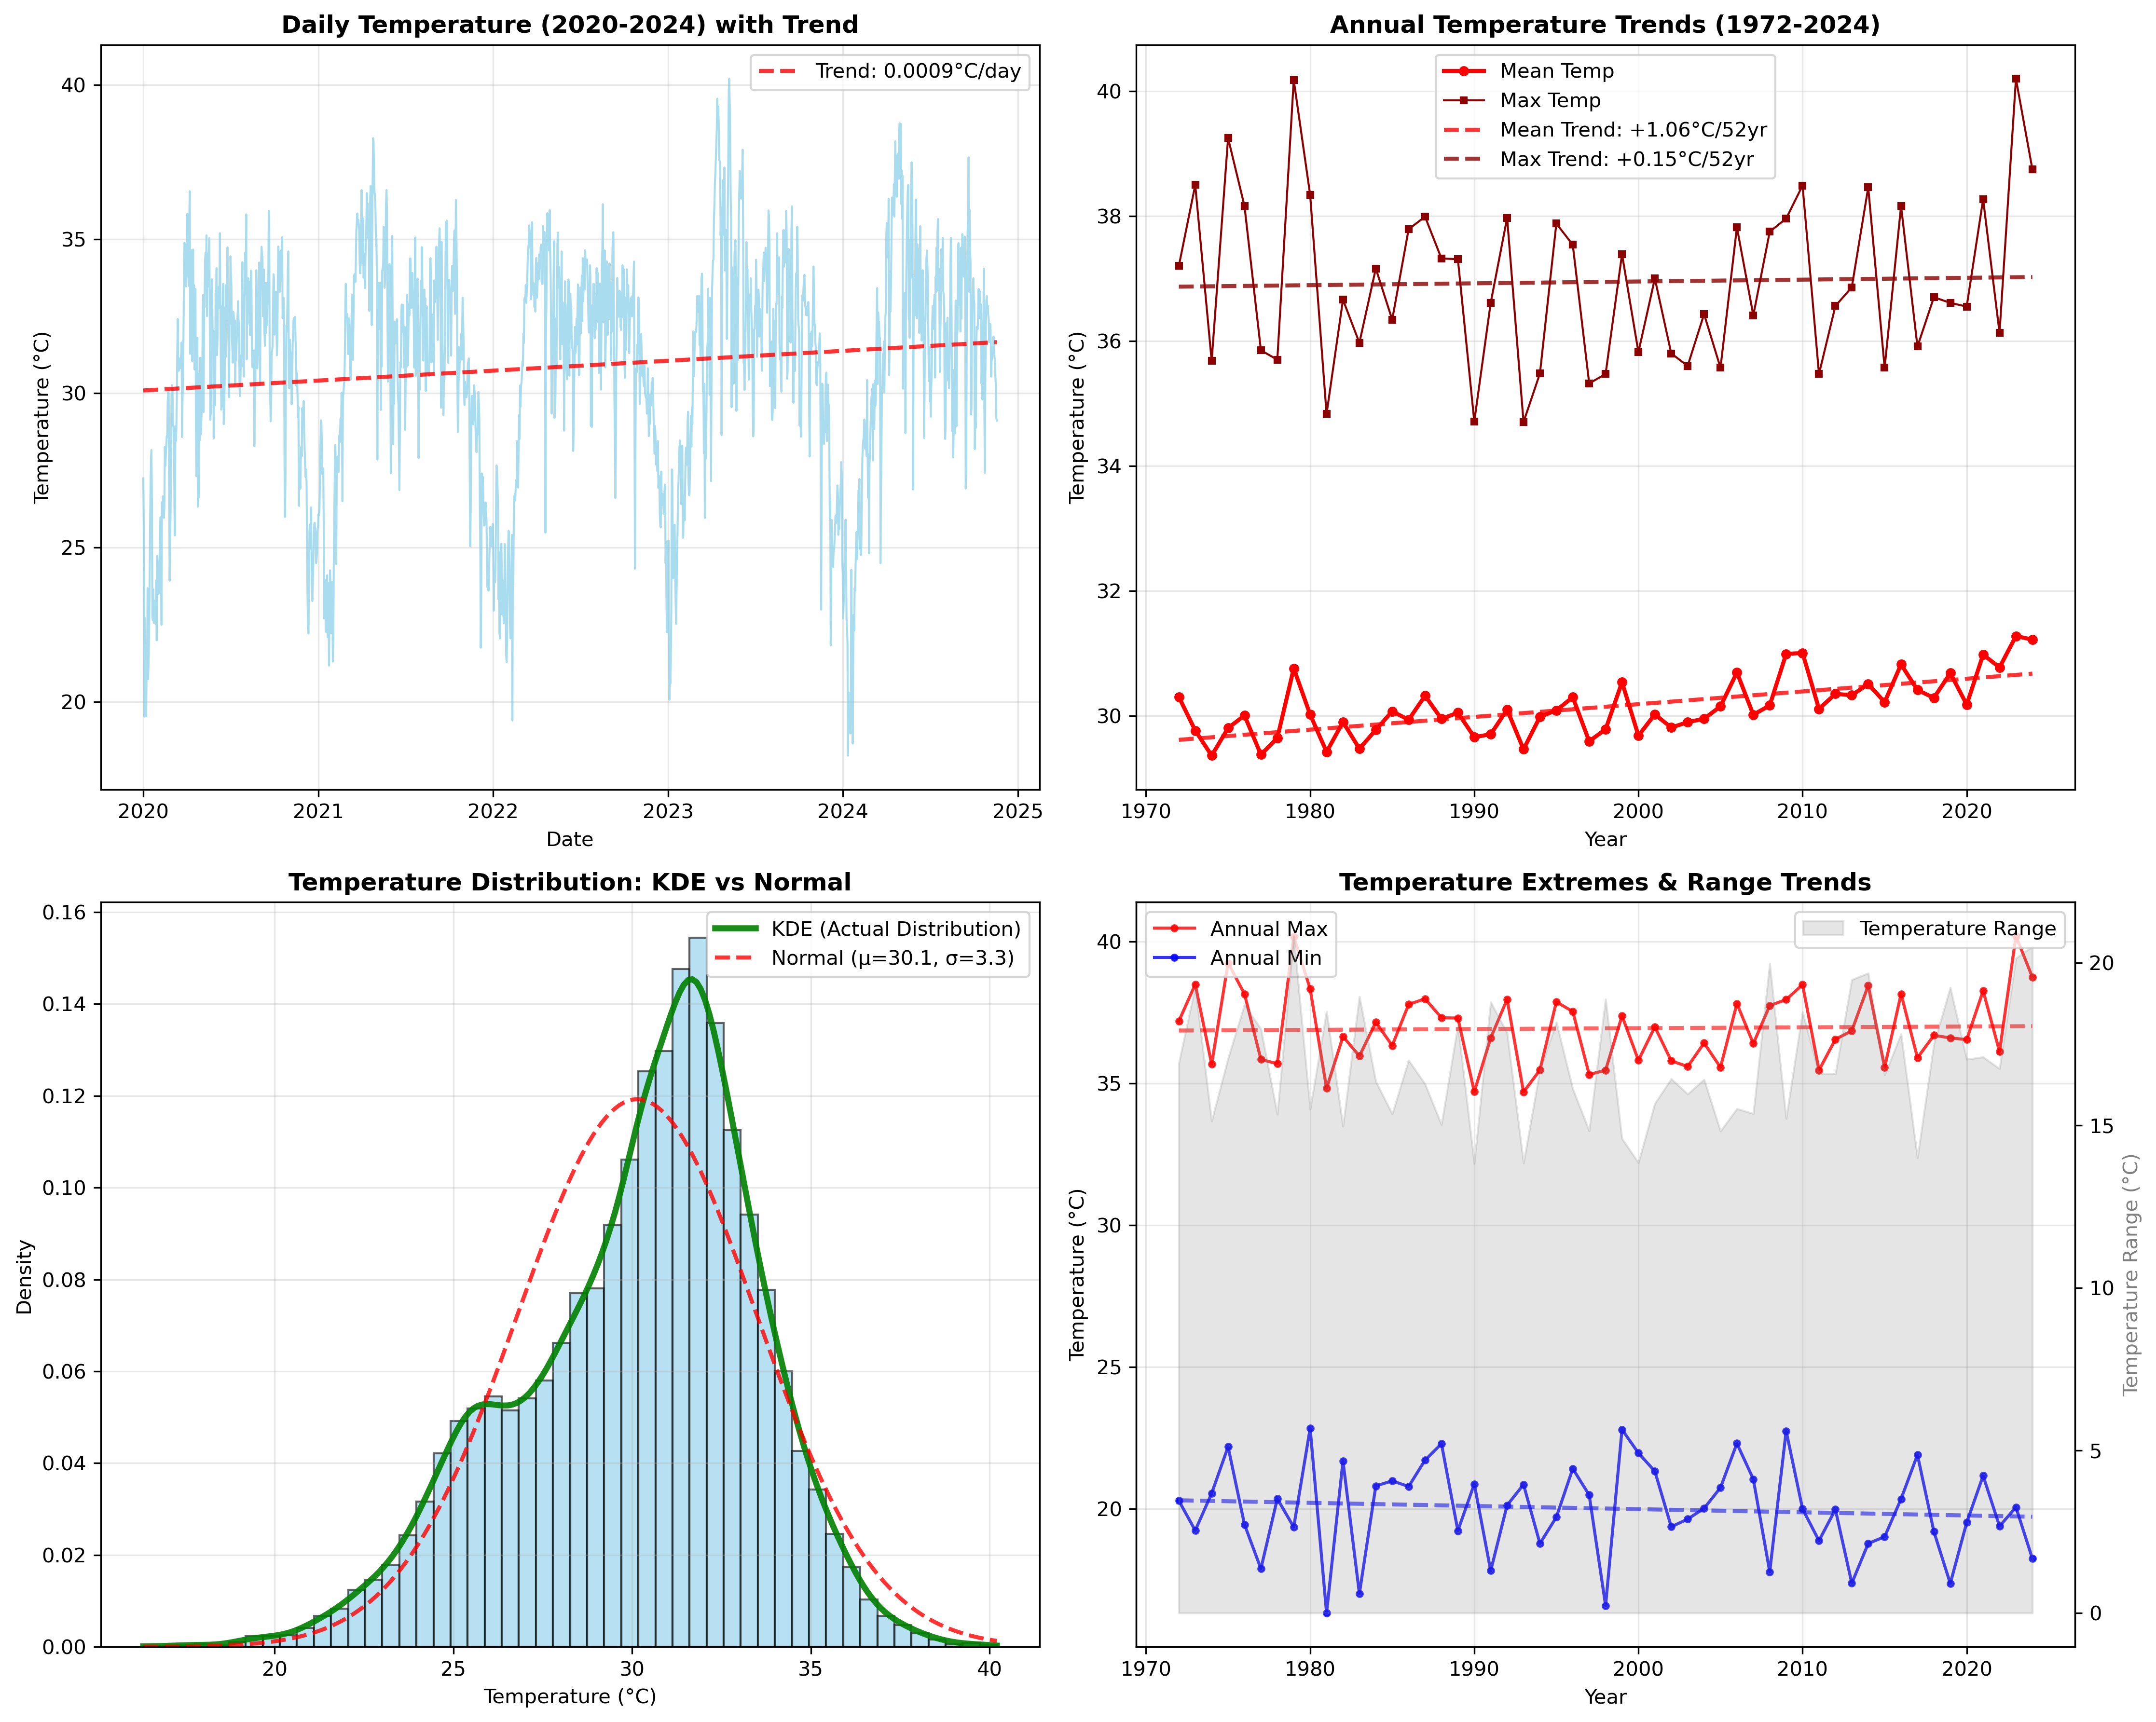 Daily Temperature (2020-2024) with Trend
Trend: 0.0009°C/day
40
35
30
25
20
Temperature (°C)
2020
2021
2022
2023
2024
2025
Date
Annual Temperature Trends (1972-2024)
Mean Temp
Max Temp
Mean Trend: +1.06°C/52yr
Max Trend: +0.15°C/52yr
40
38
36
34
32
30
Temperature (°C)
1970
1980
1990
2000
2010
2020
Year
Temperature Distribution: KDE vs Normal
KDE (Actual Distribution)
Normal (μ=30.1, σ=3.3)
0.16
0.14
0.12
0.10
0.08
0.06
0.04
0.02
0.00
Density
20
25
30
35
40
Temperature (°C)
Temperature Extremes & Range Trends
Annual Max
Annual Min
Temperature Range
40
35
30
25
20
Temperature (°C)
20
15
10
5
0
Temperature Range (°C)
1970
1980
1990
2000
2010
2020
Year